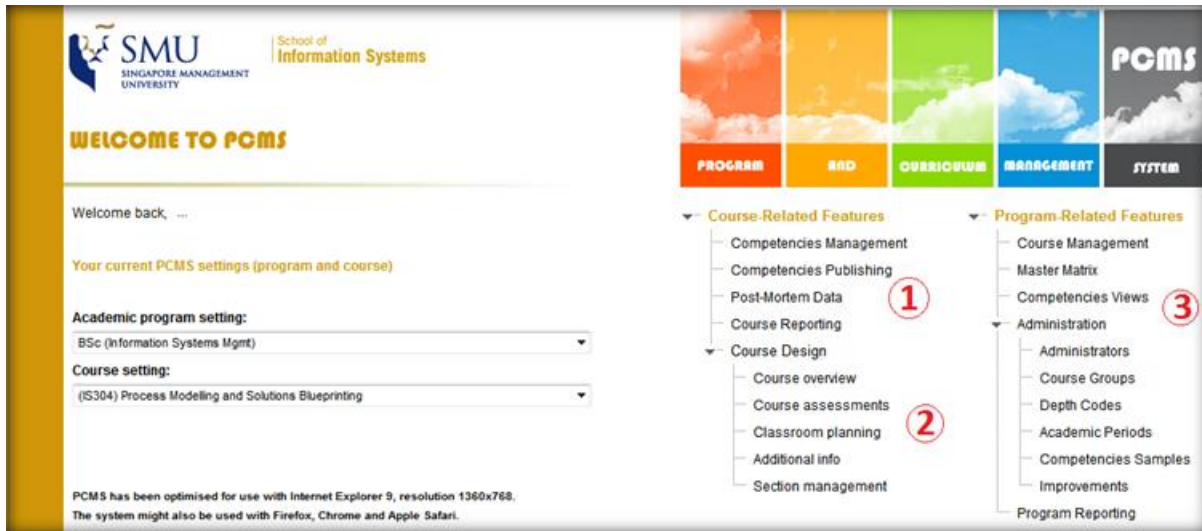 SMU
SINGAPORE MANAGEMENT
UNIVERSITY
School of
Information Systems
WELCOME TO PCMS
Welcome back, ...
Your current PCMS settings (program and course)
Academic program setting:
BSc (Information Systems Mgmt)
Course setting:
(IS304) Process Modelling and Solutions Blueprinting
PCMS has been optimised for use with Internet Explorer 9, resolution 1360x768.
The system might also be used with Firefox, Chrome and Apple Safari.
PCMS
PROGRAM AND CURRICULUM MANAGEMENT SYSTEM
Course-Related Features
Competencies Management
Competencies Publishing
Post-Mortem Data
1
Course Reporting
Course Design
Course overview
Course assessments
Classroom planning
2
Additional info
Section management
Program-Related Features
Course Management
Master Matrix
Competencies Views
3
Administration
Administrators
Course Groups
Depth Codes
Academic Periods
Competencies Samples
Improvements
Program Reporting